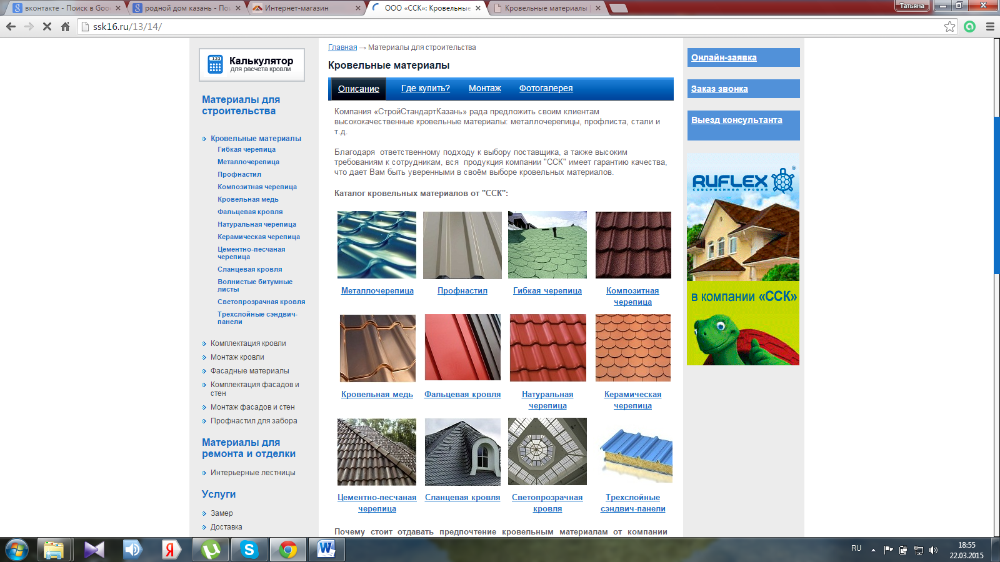 вконтакте - Поиск в Goo
родной дом казань - По
Интернет-магазин
ООО «ССК»: Кровельные
Кровельные материалы |
Татьяна
ssk16.ru/13/14/
123
Калькулятор
для расчета кровли
Материалы для
строительства
Кровельные материалы
Гибкая черепица
Металлочерепица
Профнастил
Композитная черепица
Кровельная медь
Фальцевая кровля
Натуральная черепица
Керамическая черепица
Цементно-песчаная
черепица
Сланцевая кровля
Волнистые битумные
листы
Светопрозрачная кровля
Трехслойные сэндвич-
панели
Комплектация кровли
Монтаж кровли
Фасадные материалы
Комплектация фасадов и
стен
Монтаж фасадов и стен
Профнастил для забора
Материалы для
ремонта и отделки
Интерьерные лестницы
Услуги
Замер
Доставка
Главная → Материалы для строительства
Кровельные материалы
Описание Где купить? Монтаж Фотогалерея
Компания «СтройСтандартКазань» рада предложить своим клиентам
высококачественные кровельные материалы: металлочерепицы, профлиста, стали и
т.д.
Благодаря ответственному подходу к выбору поставщика, а также высоким
требованиям к сотрудникам, вся продукция компании "ССК" имеет гарантию качества,
что дает Вам быть уверенными в своём выборе кровельных материалов.
Каталог кровельных материалов от "ССК":
Металлочерепица Профнастил Гибкая черепица Композитная
черепица
Кровельная медь Фальцевая кровля Натуральная Керамическая
черепица черепица
Цементно-песчаная Сланцевая кровля Светопрозрачная Трехслойные
черепица кровля сэндвич-панели
Почему стоит отдавать предпочтение кровельным материалам от компании
Онлайн-заявка
Заказ звонка
Выезд консультанта
RUFLEX®
СОВЕРШЕННАЯ КРОВЛЯ
в компании «ССК»
RU
18:55
22.03.2015